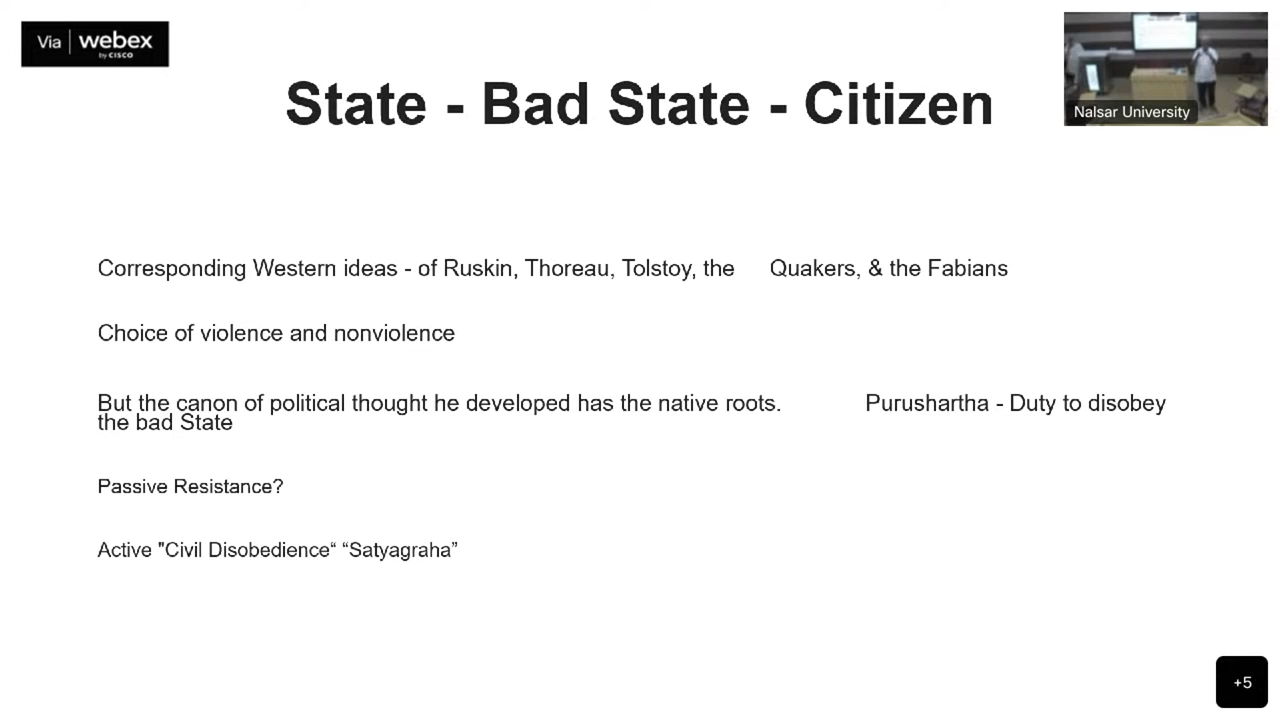 Via webex
by CISCO
Nalsar University
State - Bad State - Citizen
Corresponding Western ideas - of Ruskin, Thoreau, Tolstoy, the Quakers, & the Fabians
Choice of violence and nonviolence
But the canon of political thought he developed has the native roots. Purushartha - Duty to disobey
the bad State
Passive Resistance?
Active "Civil Disobedience“ “Satyagraha”
+5